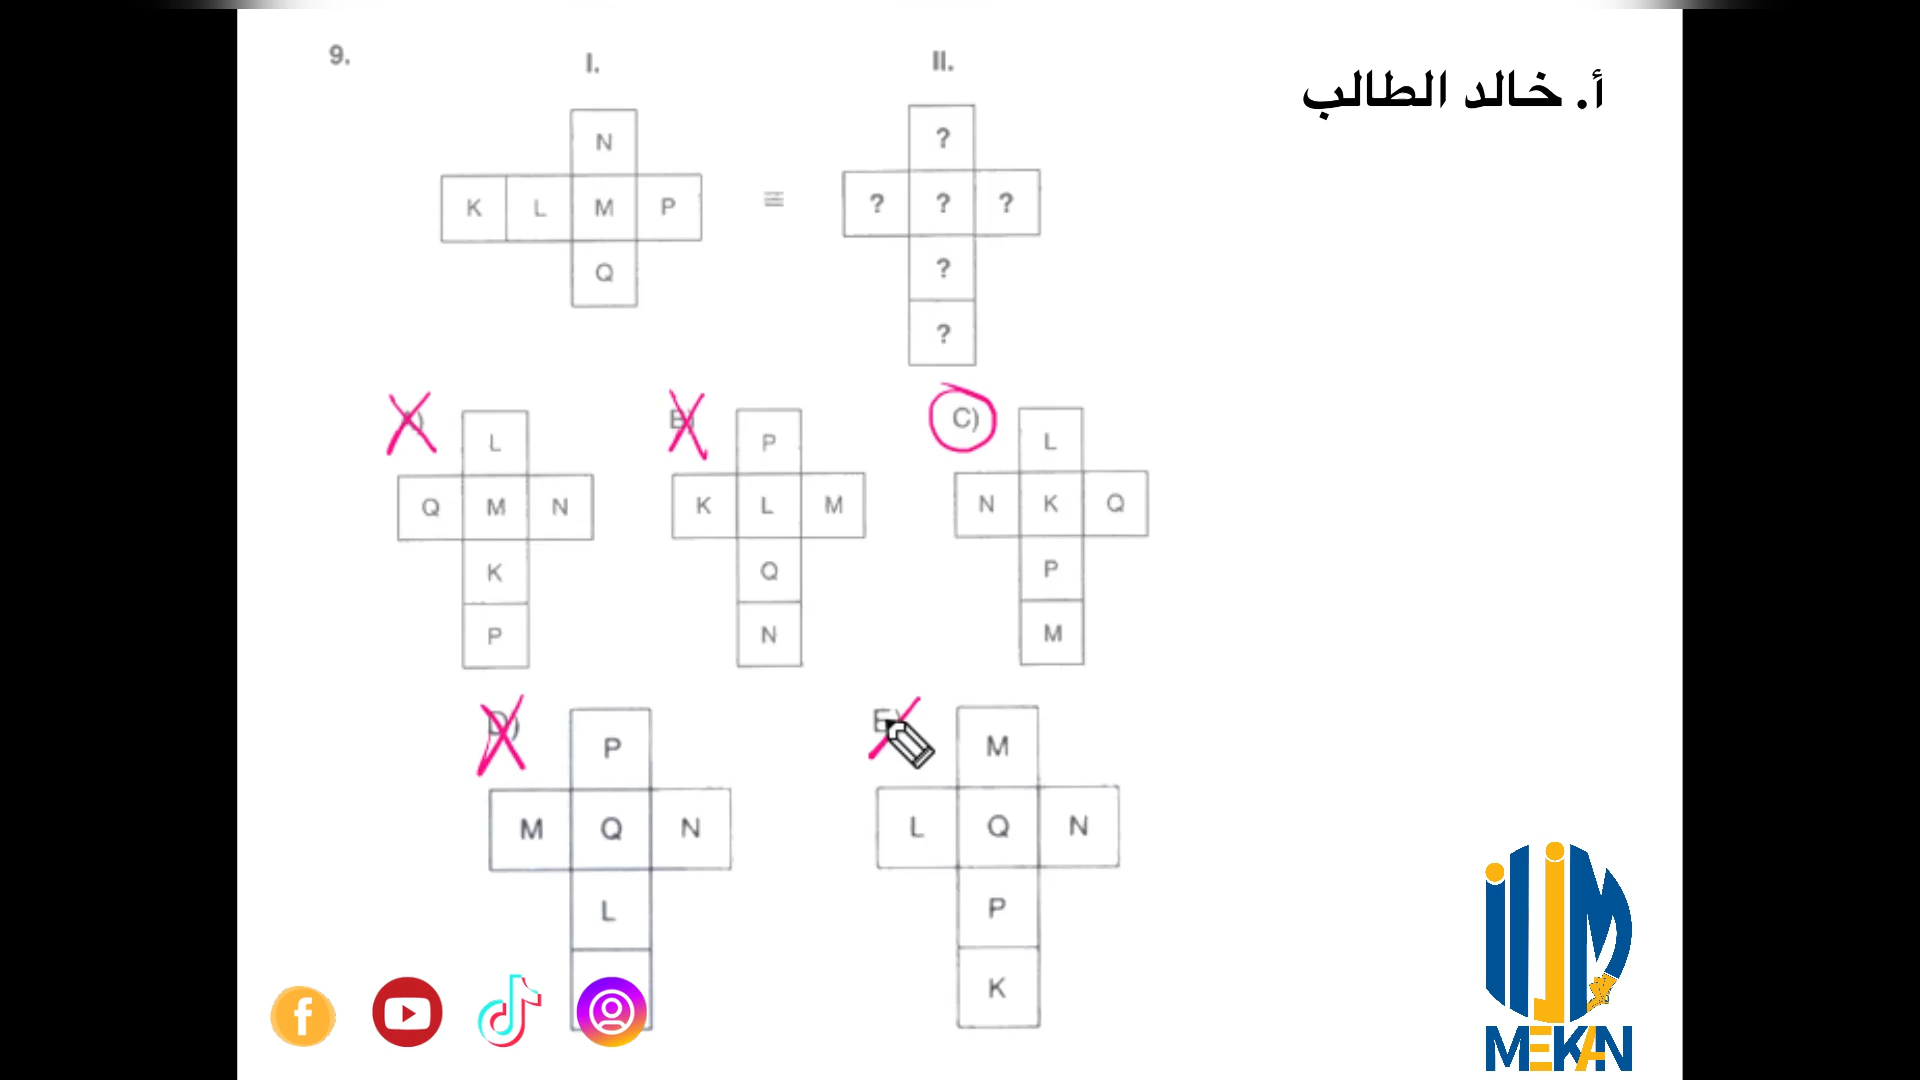 9.
I.
II.
أ. خالد الطالب
N
K L M P
Q
≡
?
? ? ?
?
?
A)
L
Q M N
K
P
B)
P
K L M
Q
N
C)
L
N K Q
P
M
D)
P
M Q N
L
E)
M
L Q N
P
K
MEKAN